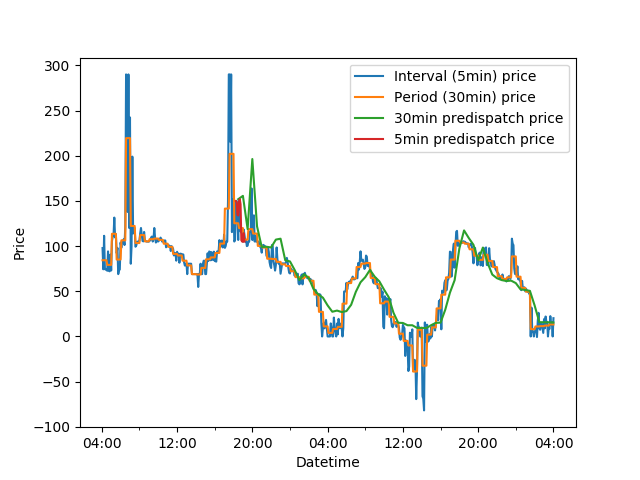 300
250
200
150
100
50
0
−50
−100
Price
04:00 12:00 20:00 04:00 12:00 20:00 04:00
Datetime
Interval (5min) price
Period (30min) price
30min predispatch price
5min predispatch price